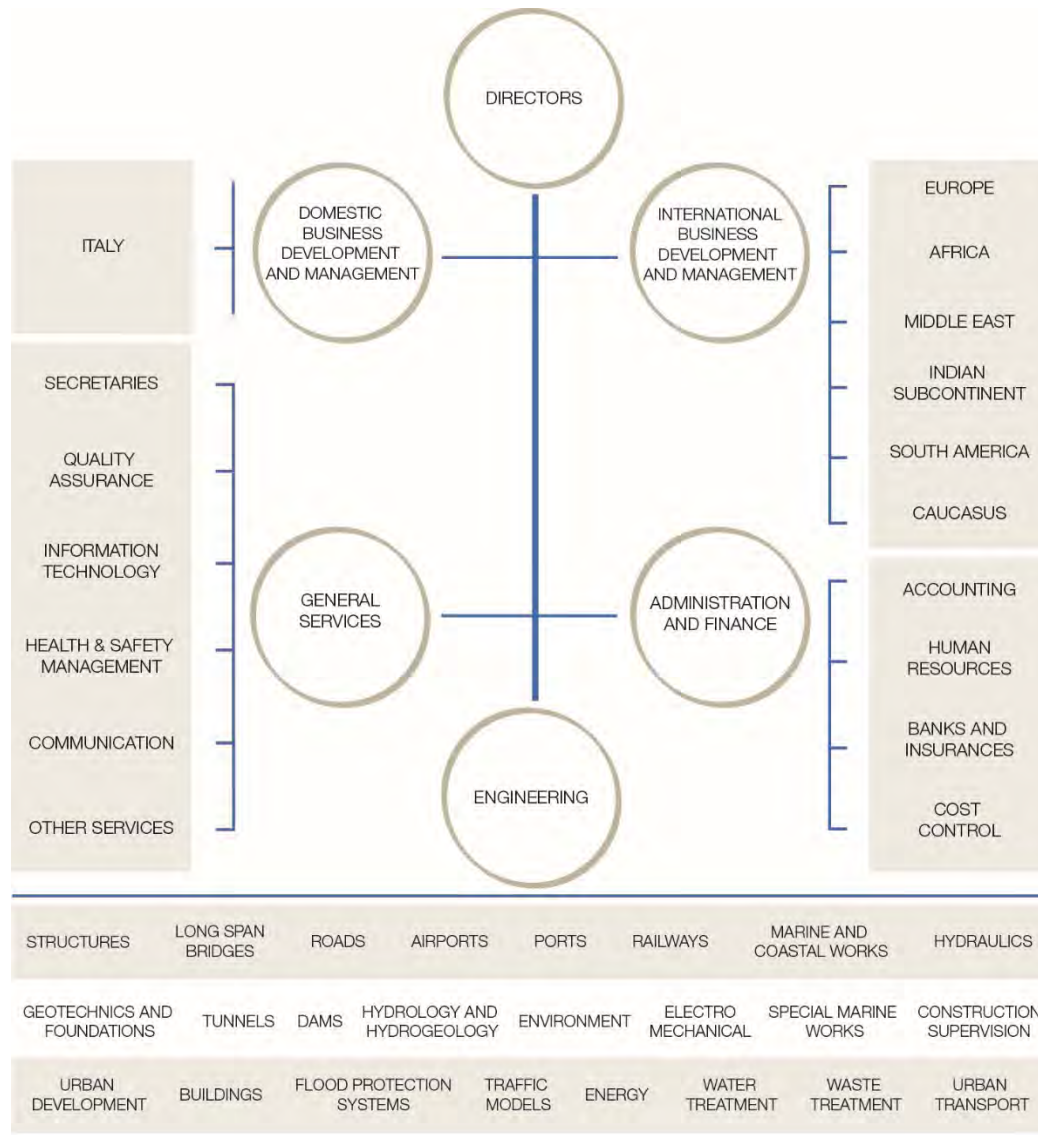 DIRECTORS
DOMESTIC
BUSINESS
DEVELOPMENT
AND MANAGEMENT
INTERNATIONAL
BUSINESS
DEVELOPMENT
AND MANAGEMENT
ITALY
EUROPE
AFRICA
MIDDLE EAST
INDIAN
SUBCONTINENT
SOUTH AMERICA
CAUCASUS
SECRETARIES
QUALITY
ASSURANCE
INFORMATION
TECHNOLOGY
HEALTH & SAFETY
MANAGEMENT
COMMUNICATION
OTHER SERVICES
GENERAL
SERVICES
ADMINISTRATION
AND FINANCE
ACCOUNTING
HUMAN
RESOURCES
BANKS AND
INSURANCES
COST
CONTROL
ENGINEERING
STRUCTURES
LONG SPAN
BRIDGES
ROADS
AIRPORTS
PORTS
RAILWAYS
MARINE AND
COASTAL WORKS
HYDRAULICS
GEOTECHNICS AND
FOUNDATIONS
TUNNELS
DAMS
HYDROLOGY AND
HYDROGEOLOGY
ENVIRONMENT
ELECTRO
MECHANICAL
SPECIAL MARINE
WORKS
CONSTRUCTION
SUPERVISION
URBAN
DEVELOPMENT
BUILDINGS
FLOOD PROTECTION
SYSTEMS
TRAFFIC
MODELS
ENERGY
WATER
TREATMENT
WASTE
TREATMENT
URBAN
TRANSPORT